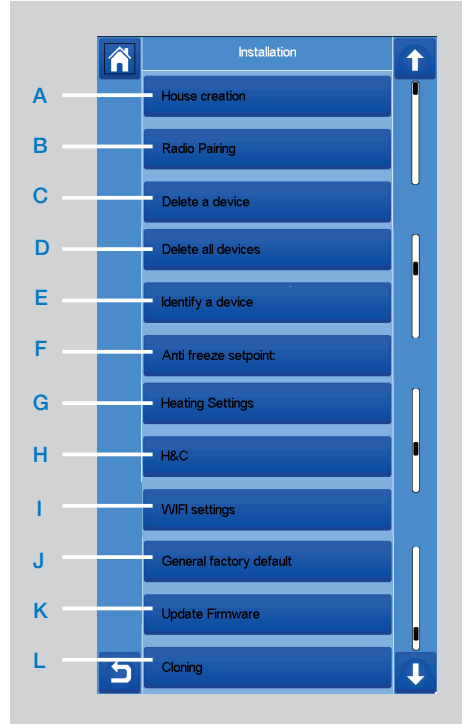 Installation
A House creation
B Radio Pairing
C Delete a device
D Delete all devices
E Identify a device
F Anti freeze setpoint:
G Heating Settings
H H&C
I WIFI settings
J General factory default
K Update Firmware
L Cloning